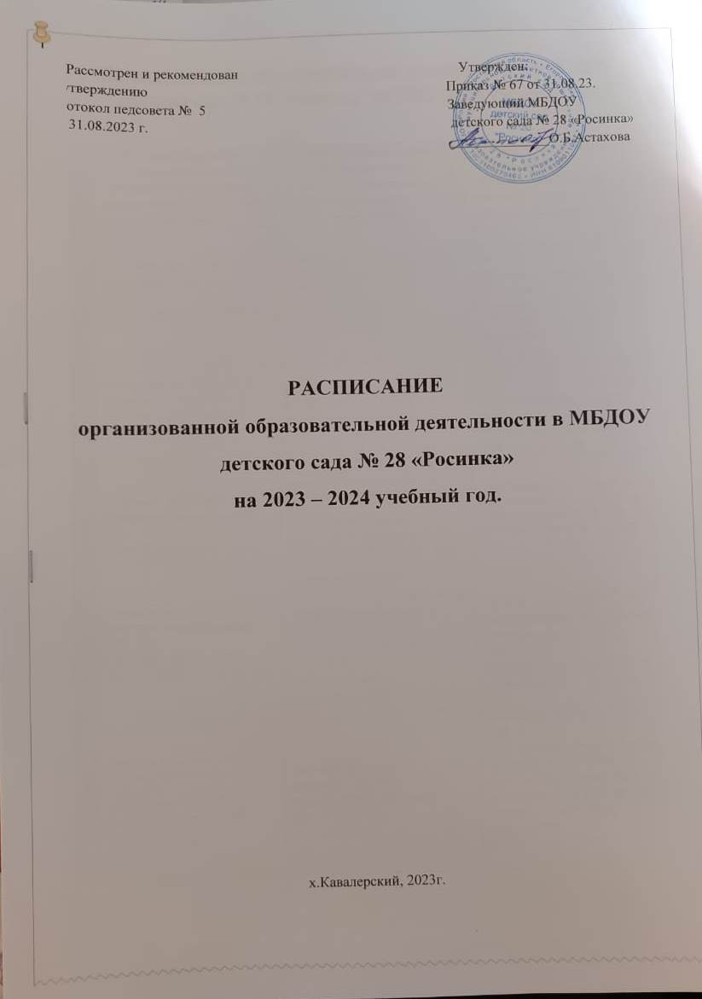 Рассмотрен и рекомендован
тверждению
отокол педсовета № 5
31.08.2023 г.
Утвержден:
Приказ № 67 от 31.08.23.
Заведующий МБДОУ
детского сада № 28 «Росинка»
О.Б.Астахова
РАСПИСАНИЕ
организованной образовательной деятельности в МБДОУ
детского сада № 28 «Росинка»
на 2023 – 2024 учебный год.
х.Кавалерский, 2023г.